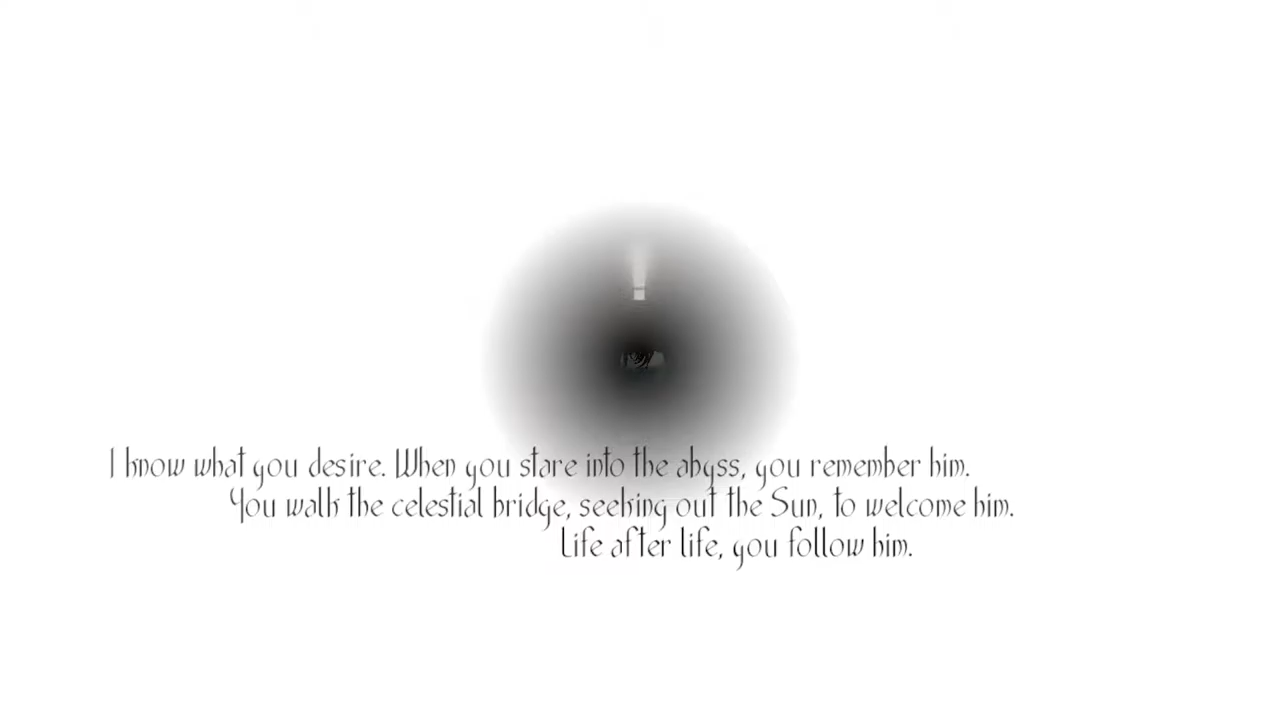 I know what you desire. When you stare into the abyss, you remember him.
You walk the celestial bridge, seeking out the Sun, to welcome him.
Life after life, you follow him.